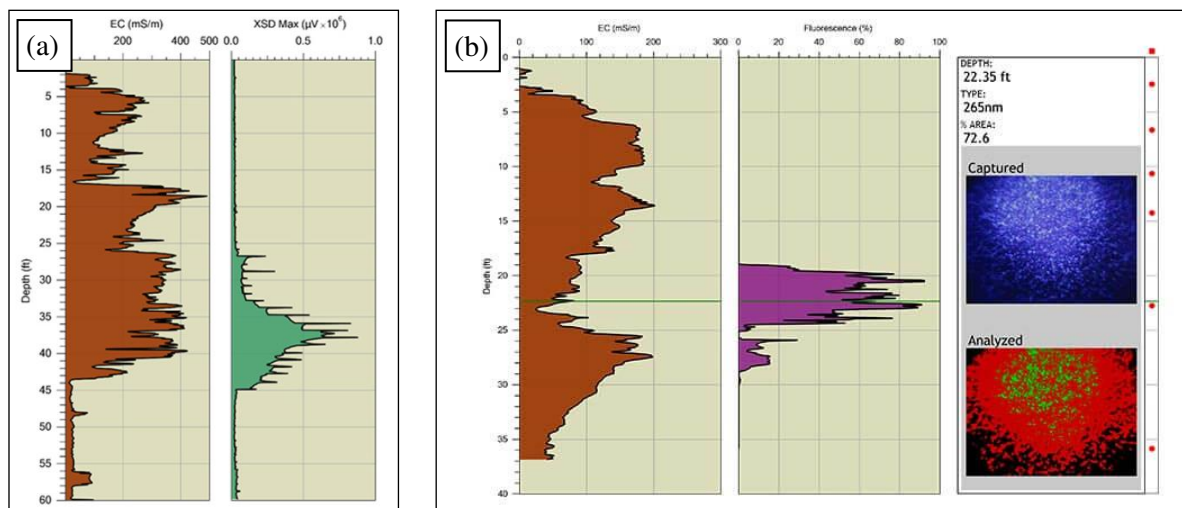 (a)
EC (mS/m)
200 400 500
XSD Max (µV × 10⁶)
0.0 0.5 1.0
Depth (ft)
5
10
15
20
25
30
35
40
45
50
55
60
(b)
EC (mS/m)
0 100 200 300
Fluorescence (%)
0 20 40 60 80 100
Depth (ft)
0
5
10
15
20
25
30
35
40
DEPTH:
22.35 ft
TYPE:
265nm
% AREA:
72.6
Captured
Analyzed